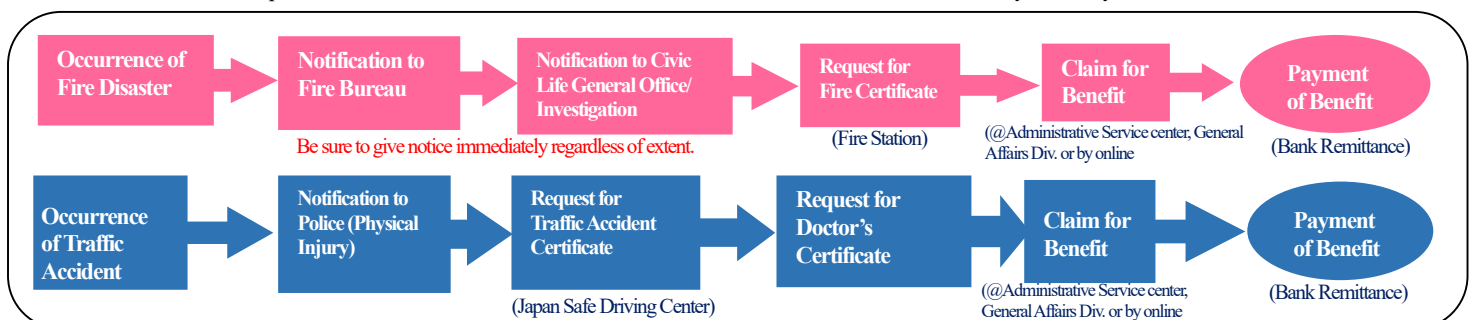 Occurrence of
Fire Disaster
Notification to
Fire Bureau
Notification to Civic
Life General Office/
Investigation
Request for
Fire Certificate
Claim for
Benefit
Payment
of Benefit
Be sure to give notice immediately regardless of extent.
(Fire Station)
(@Administrative Service center, General
Affairs Div. or by online
(Bank Remittance)
Occurrence
of Traffic
Accident
Notification to
Police (Physical
Injury)
Request for
Traffic Accident
Certificate
Request for
Doctor's
Certificate
Claim for
Benefit
Payment
of Benefit
(Japan Safe Driving Center)
(@Administrative Service center,
General Affairs Div. or by online
(Bank Remittance)